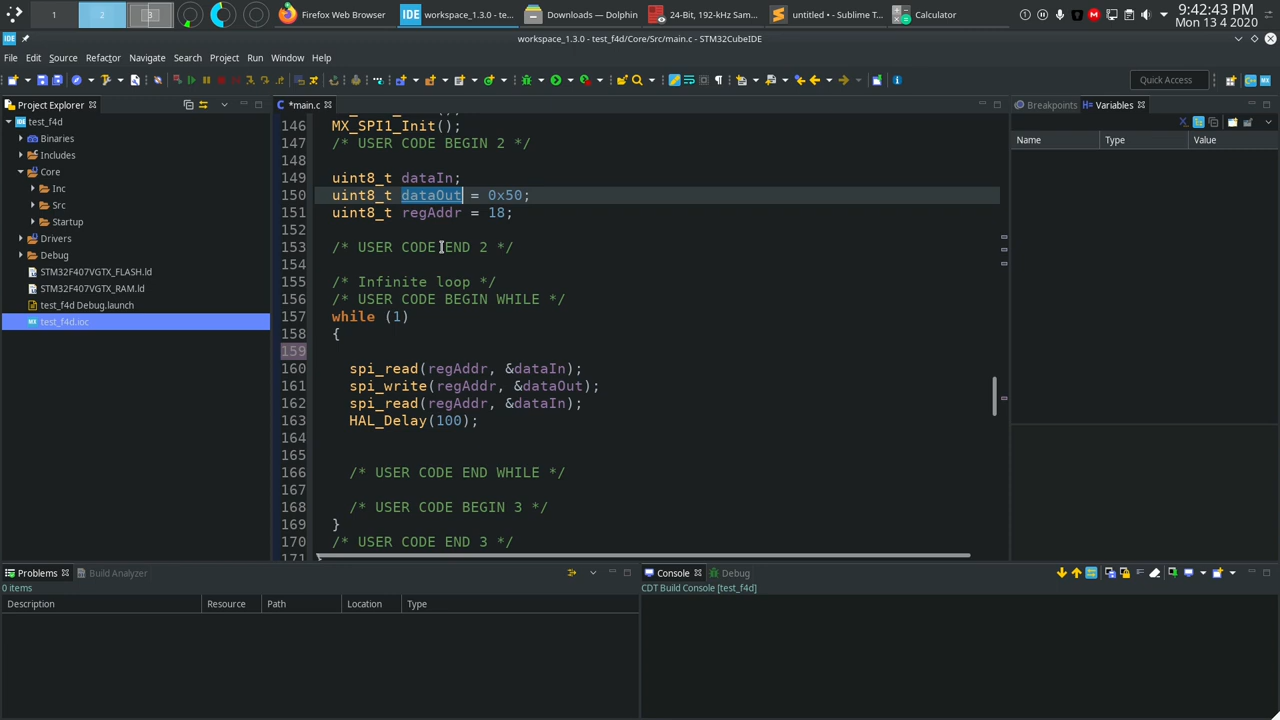 1
2
3
Firefox Web Browser
IDE workspace_1.3.0 - te...
Downloads — Dolphin
24-Bit, 192-kHz Sam...
untitled • - Sublime T...
Calculator
9:42:43 PM
Mon 13 4 2020
IDE
workspace_1.3.0 - test_f4d/Core/Src/main.c - STM32CubeIDE
File Edit Source Refactor Navigate Search Project Run Window Help
Quick Access
Project Explorer
*main.c
Breakpoints
Variables
test_f4d
Binaries
Includes
Core
Inc
Src
Startup
Drivers
Debug
STM32F407VGTX_FLASH.ld
STM32F407VGTX_RAM.ld
test_f4d Debug.launch
test_f4d.ioc
146 MX_SPI1_Init();
147 /* USER CODE BEGIN 2 */
148
149 uint8_t dataIn;
150 uint8_t dataOut = 0x50;
151 uint8_t regAddr = 18;
152
153 /* USER CODE END 2 */
154
155 /* Infinite loop */
156 /* USER CODE BEGIN WHILE */
157 while (1)
158 {
159
160 spi_read(regAddr, &dataIn);
161 spi_write(regAddr, &dataOut);
162 spi_read(regAddr, &dataIn);
163 HAL_Delay(100);
164
165
166 /* USER CODE END WHILE */
167
168 /* USER CODE BEGIN 3 */
169 }
170 /* USER CODE END 3 */
171
Name Type Value
Problems
Build Analyzer
0 items
Description Resource Path Location Type
Console
Debug
CDT Build Console [test_f4d]